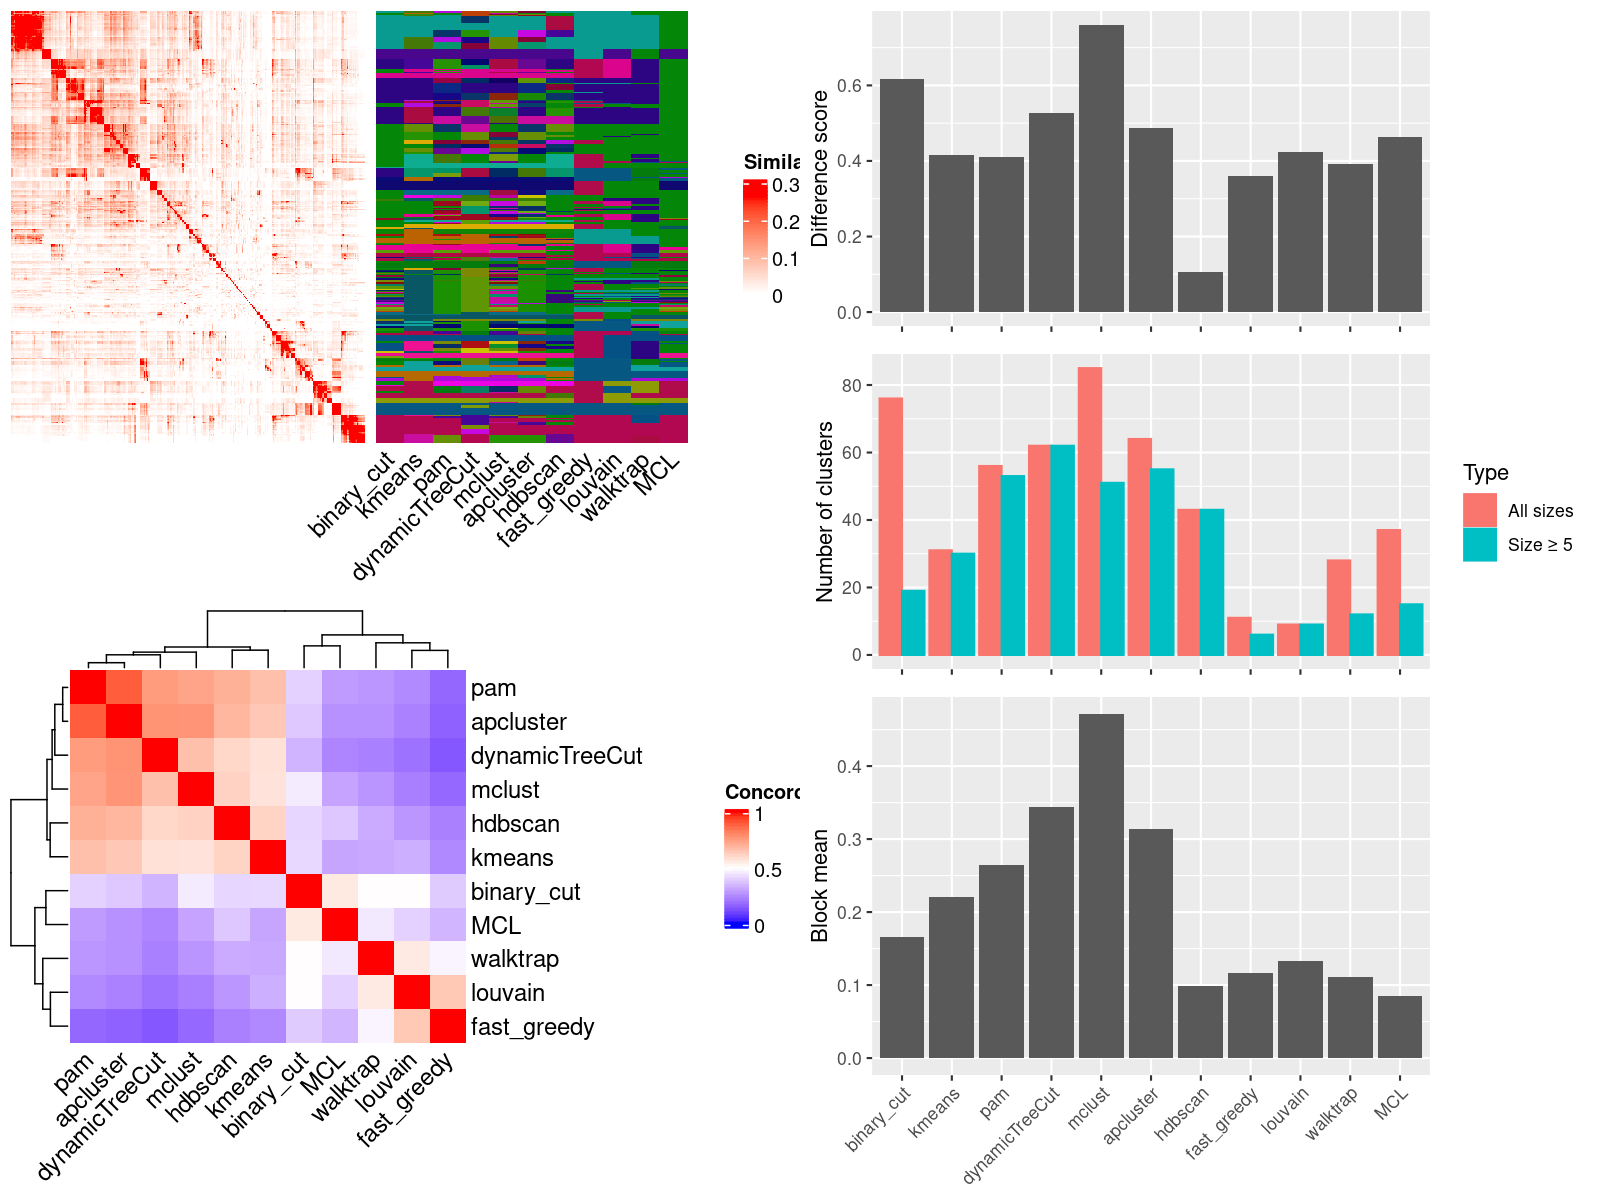 Simila
0.3
0.2
0.1
0
binary_cut
kmeans
pam
dynamicTreeCut
mclust
apcluster
hdbscan
fast_greedy
louvain
walktrap
MCL
pam
apcluster
dynamicTreeCut
mclust
hdbscan
kmeans
binary_cut
MCL
walktrap
louvain
fast_greedy
pam
apcluster
dynamicTreeCut
mclust
hdbscan
kmeans
binary_cut
MCL
walktrap
louvain
fast_greedy
Concord
1
0.5
0
Difference score
0.6
0.4
0.2
0.0
Number of clusters
80
60
40
20
0
Type
All sizes
Size ≥ 5
Block mean
0.4
0.3
0.2
0.1
0.0
binary_cut
kmeans
pam
dynamicTreeCut
mclust
apcluster
hdbscan
fast_greedy
louvain
walktrap
MCL